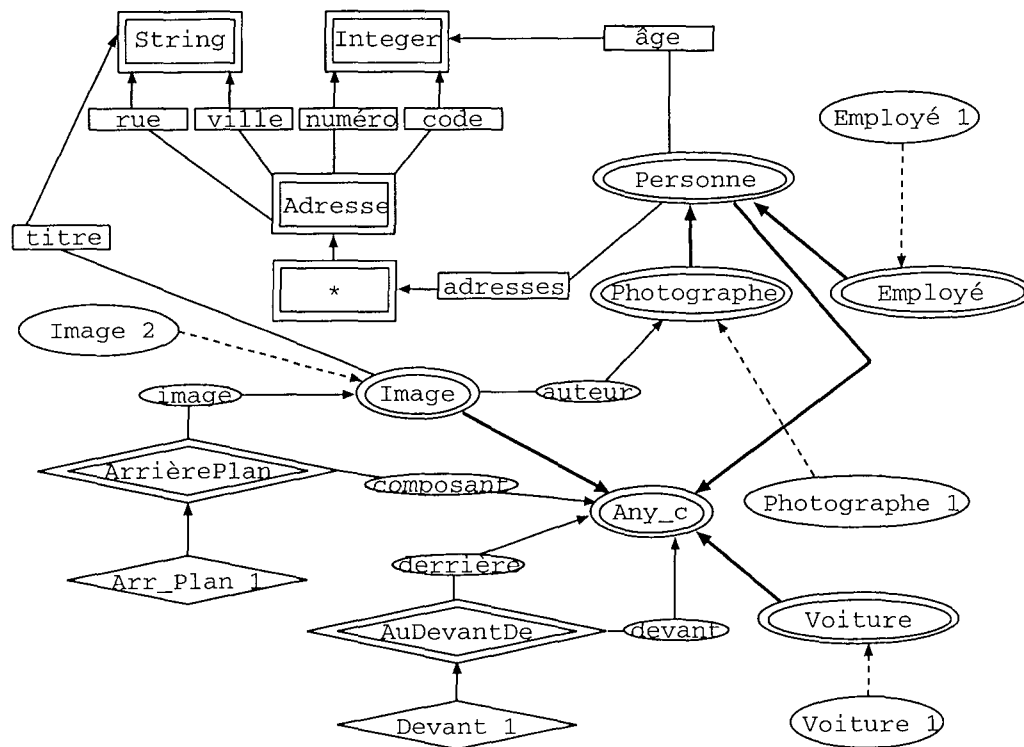 String
Integer
âge
rue
ville
numéro
code
Employé 1
Personne
Adresse
titre
*
adresses
Photographe
Employé
Image 2
image
Image
auteur
ArrièrePlan
composant
Any_c
Photographe 1
derrière
Arr_Plan 1
AuDevantDe
devant
Voiture
Devant 1
Voiture 1